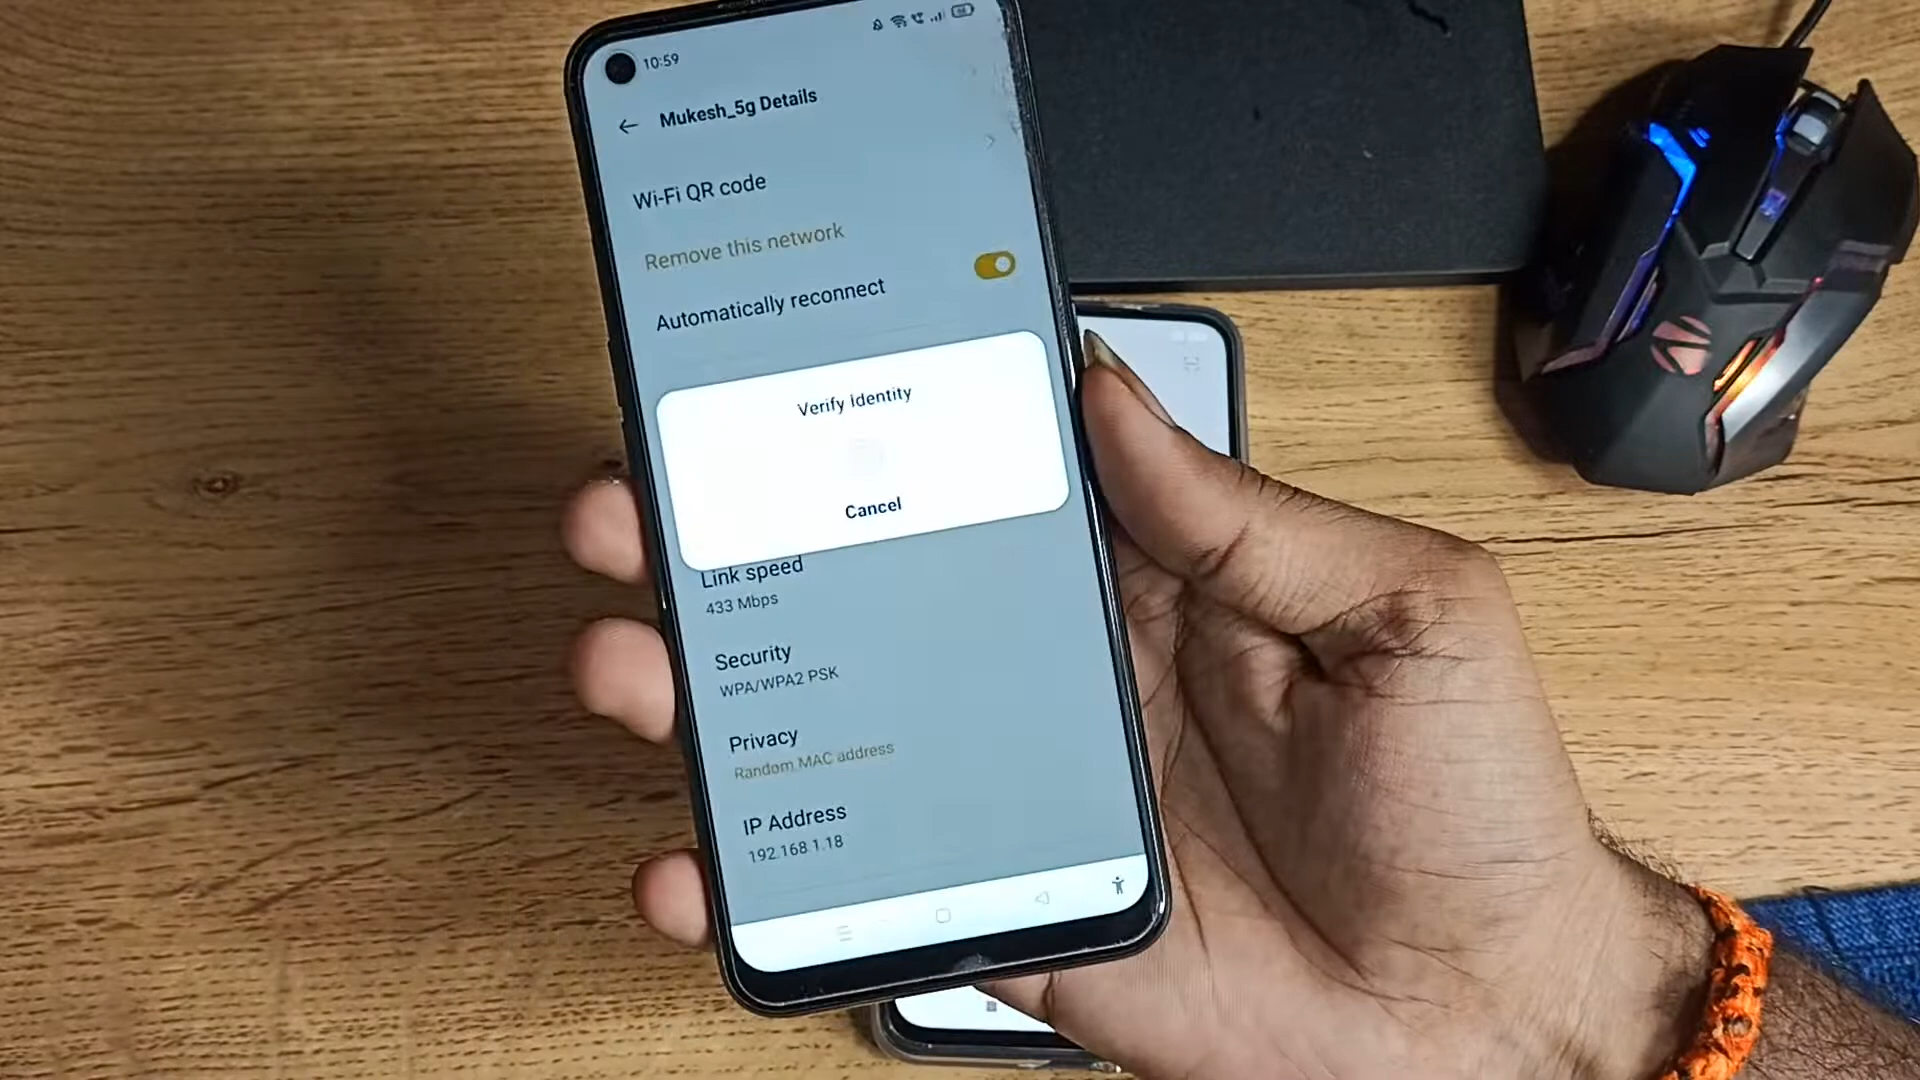 10:59
Mukesh_5g Details
Wi-Fi QR code
Remove this network
Automatically reconnect
Verify Identity
Cancel
Link speed
433 Mbps
Security
WPA/WPA2 PSK
Privacy
Random MAC address
IP Address
192.168.1.18